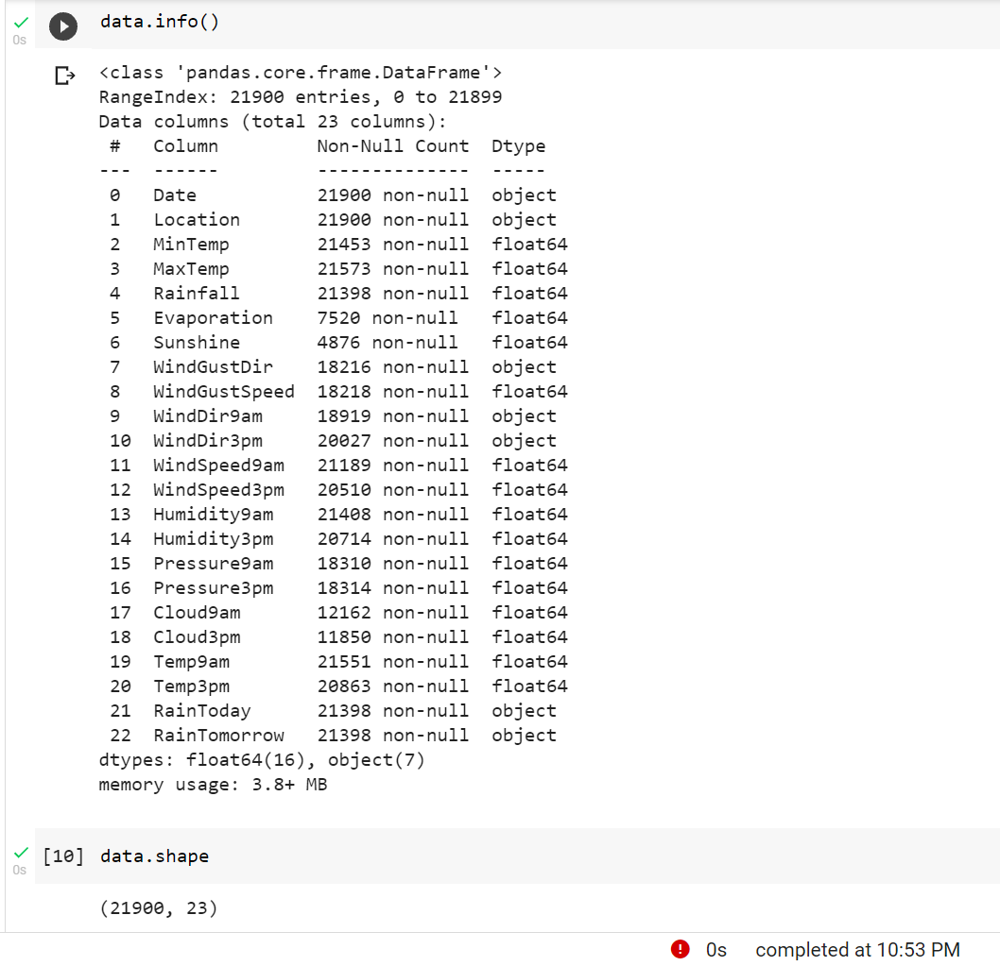 data.info()
0s
<class 'pandas.core.frame.DataFrame'>
RangeIndex: 21900 entries, 0 to 21899
Data columns (total 23 columns):
 #   Column         Non-Null Count  Dtype
---  ------         --------------  -----
 0   Date           21900 non-null  object
 1   Location       21900 non-null  object
 2   MinTemp        21453 non-null  float64
 3   MaxTemp        21573 non-null  float64
 4   Rainfall       21398 non-null  float64
 5   Evaporation    7520 non-null   float64
 6   Sunshine       4876 non-null   float64
 7   WindGustDir    18216 non-null  object
 8   WindGustSpeed  18218 non-null  float64
 9   WindDir9am     18919 non-null  object
 10  WindDir3pm     20027 non-null  object
 11  WindSpeed9am   21189 non-null  float64
 12  WindSpeed3pm   20510 non-null  float64
 13  Humidity9am    21408 non-null  float64
 14  Humidity3pm    20714 non-null  float64
 15  Pressure9am    18310 non-null  float64
 16  Pressure3pm    18314 non-null  float64
 17  Cloud9am       12162 non-null  float64
 18  Cloud3pm       11850 non-null  float64
 19  Temp9am        21551 non-null  float64
 20  Temp3pm        20863 non-null  float64
 21  RainToday      21398 non-null  object
 22  RainTomorrow   21398 non-null  object
dtypes: float64(16), object(7)
memory usage: 3.8+ MB
[10] data.shape
0s
(21900, 23)
0s completed at 10:53 PM